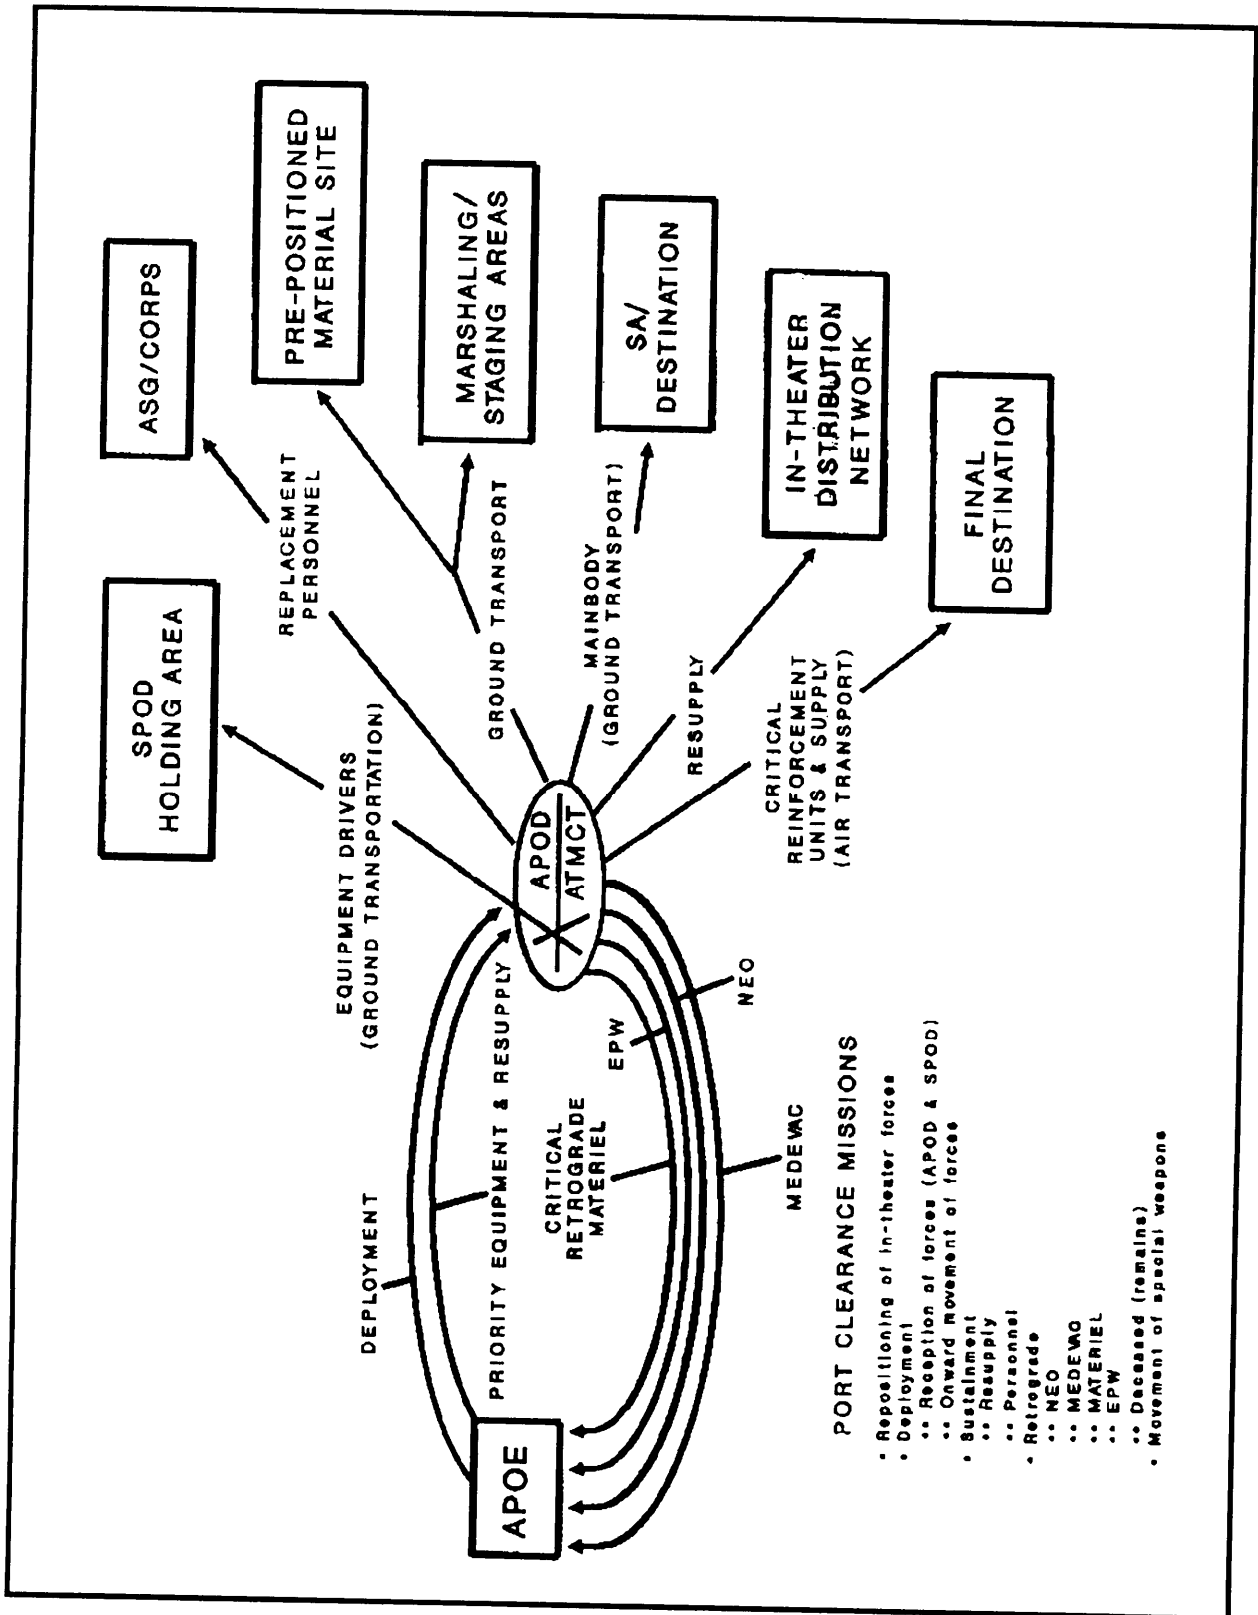 SPOD
HOLDING AREA
ASG/CORPS
PRE-POSITIONED
MATERIAL SITE
MARSHALING/
STAGING AREAS
SA/
DESTINATION
IN-THEATER
DISTRIBUTION
NETWORK
FINAL
DESTINATION
EQUIPMENT DRIVERS
(GROUND TRANSPORTATION)
REPLACEMENT
PERSONNEL
GROUND TRANSPORT
MAINBODY
(GROUND TRANSPORT)
RESUPPLY
CRITICAL
REINFORCEMENT
UNITS & SUPPLY
(AIR TRANSPORT)
APOD
ATMCT
DEPLOYMENT
PRIORITY EQUIPMENT & RESUPPLY
CRITICAL
RETROGRADE
MATERIEL
EPW
NEO
MEDEVAC
APOE
PORT CLEARANCE MISSIONS
• Repositioning of in-theater forces
• Deployment
•• Reception of forces (APOD & SPOD)
•• Onward movement of forces
• Sustainment
•• Resupply
•• Personnel
• Retrograde
•• NEO
•• MEDEVAC
•• MATERIEL
•• EPW
•• Deceased (remains)
• Movement of special weapons